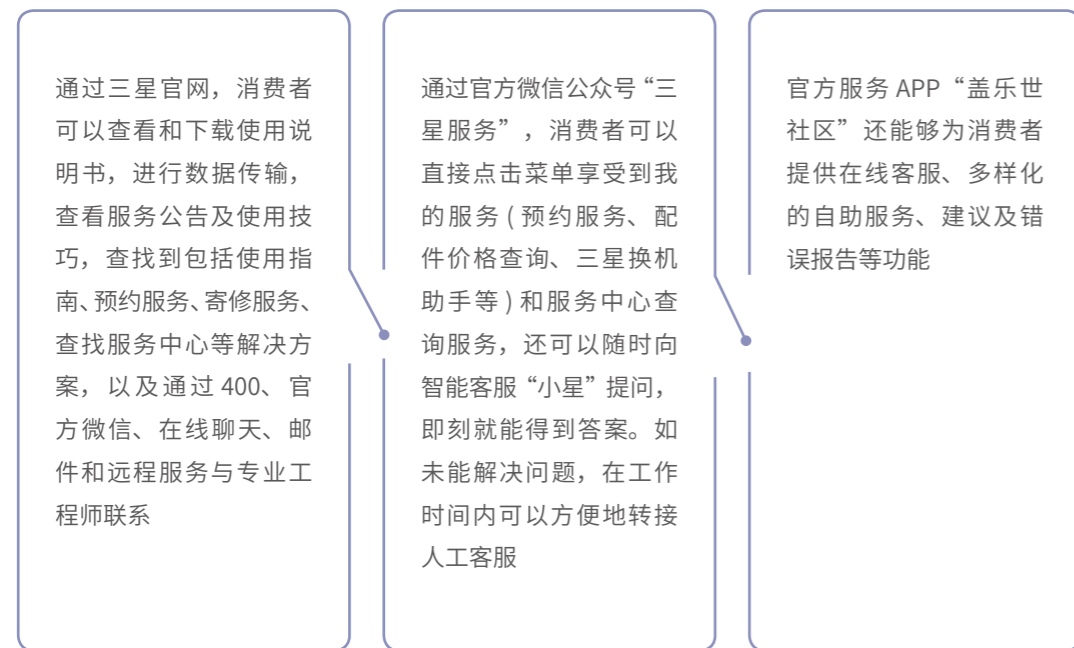 通过三星官网，消费者
可以查看和下载使用说
明书，进行数据传输，
查看服务公告及使用技
巧，查找到包括使用指
南、预约服务、寄修服务、
查找服务中心等解决方
案，以及通过 400、官
方微信、在线聊天、邮
件和远程服务与专业工
程师联系
通过官方微信公众号“三
星服务”，消费者可以
直接点击菜单享受到我
的服务 ( 预约服务、配
件价格查询、三星换机
助手等 ) 和服务中心查
询服务，还可以随时向
智能客服“小星”提问，
即刻就能得到答案。如
未能解决问题，在工作
时间内可以方便地转接
人工客服
官方服务 APP“盖乐世
社区”还能够为消费者
提供在线客服、多样化
的自助服务、建议及错
误报告等功能